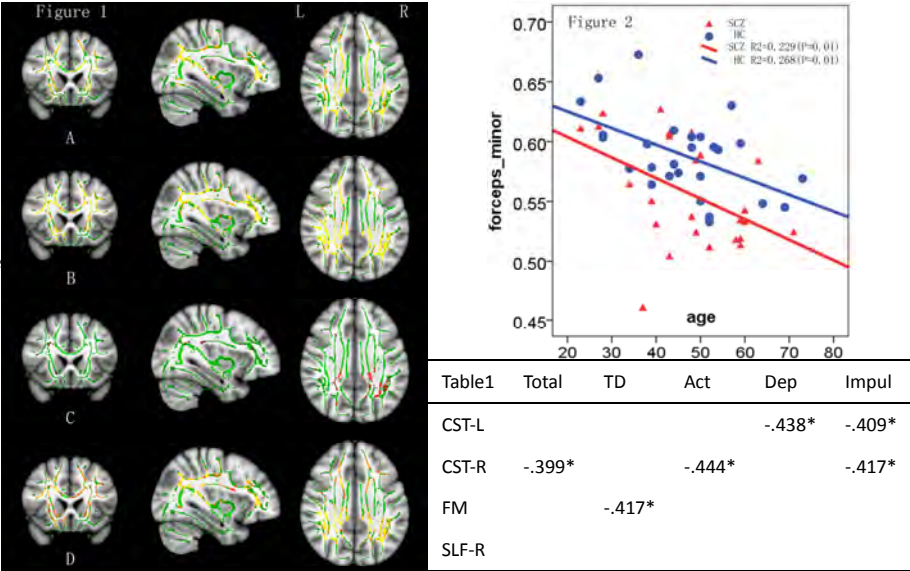 Figure 1
L
R
A
B
C
D
Figure 2
SCZ
HC
SCZ R2=0.229(P=0.01)
HC R2=0.268(P=0.01)
forceps_minor
0.70
0.65
0.60
0.55
0.50
0.45
age
20 30 40 50 60 70 80
Table1 Total TD Act Dep Impul
CST-L -.438* -.409*
CST-R -.399* -.444* -.417*
FM -.417*
SLF-R